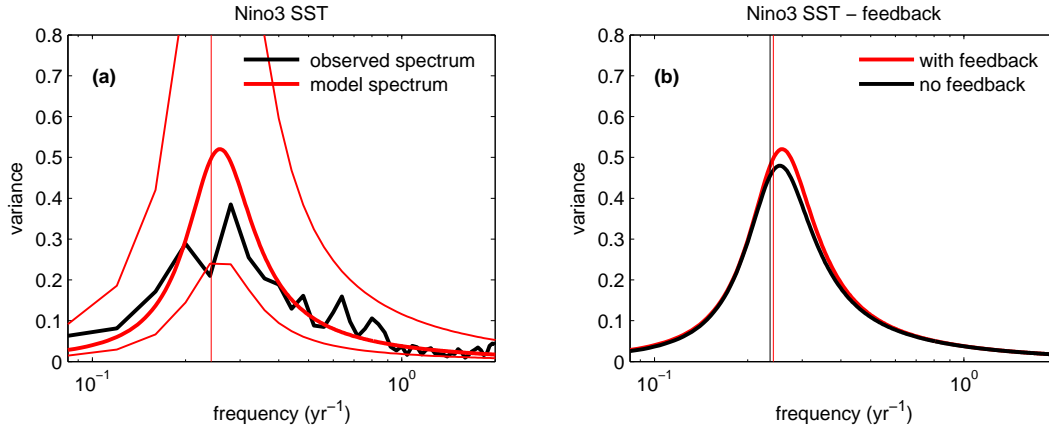 Nino3 SST
0.8
0.7
0.6
0.5
0.4
0.3
0.2
0.1
0
variance
(a)
observed spectrum
model spectrum
10⁻¹
10⁰
frequency (yr⁻¹)
Nino3 SST − feedback
0.8
0.7
0.6
0.5
0.4
0.3
0.2
0.1
0
variance
(b)
with feedback
no feedback
10⁻¹
10⁰
frequency (yr⁻¹)